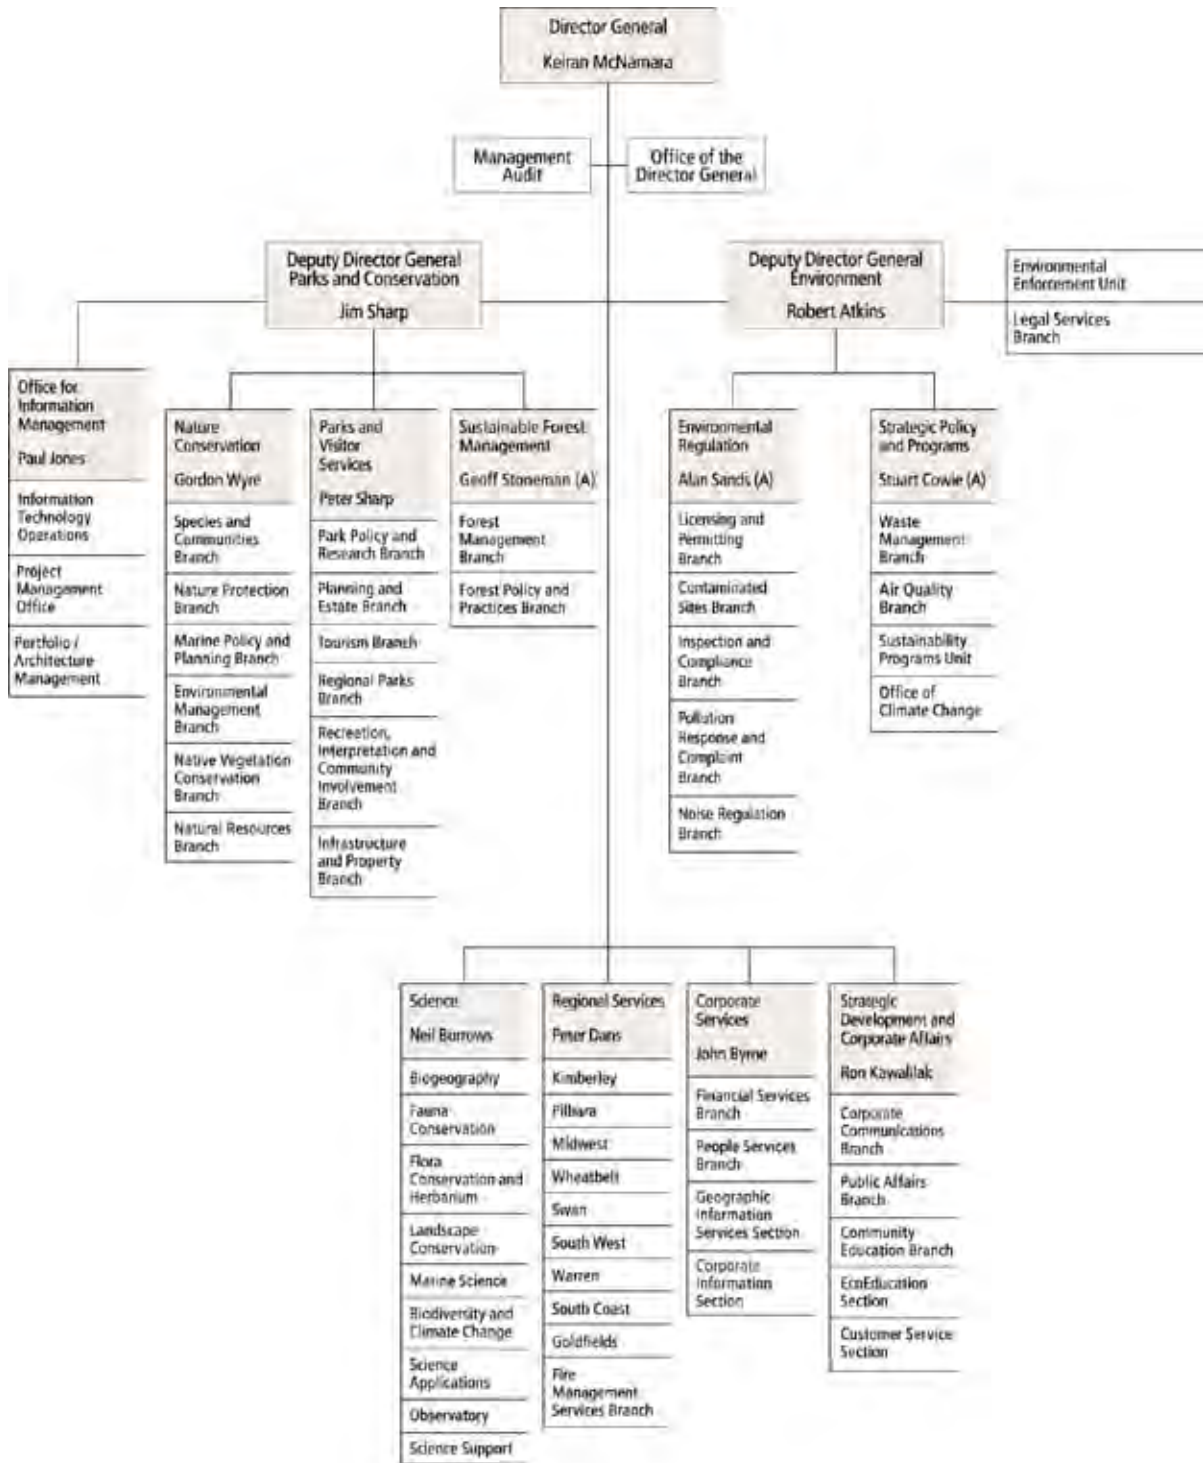 Director General
Keiran McNamara
Management
Audit
Office of the
Director General
Deputy Director General
Parks and Conservation
Jim Sharp
Deputy Director General
Environment
Robert Atkins
Environmental
Enforcement Unit
Legal Services
Branch
Office for
Information
Management
Paul Jones
Information
Technology
Operations
Project
Management
Office
Portfolio /
Architecture
Management
Nature
Conservation
Gordon Wyre
Species and
Communities
Branch
Nature Protection
Branch
Marine Policy and
Planning Branch
Environmental
Management
Branch
Native Vegetation
Conservation
Branch
Natural Resources
Branch
Parks and
Visitor
Services
Peter Sharp
Park Policy and
Research Branch
Planning and
Estate Branch
Tourism Branch
Regional Parks
Branch
Recreation,
Interpretation and
Community
Involvement
Branch
Infrastructure
and Property
Branch
Sustainable Forest
Management
Geoff Stoneman (A)
Forest
Management
Branch
Forest Policy and
Practices Branch
Environmental
Regulation
Alan Sands (A)
Licensing and
Permitting
Branch
Contaminated
Sites Branch
Inspection and
Compliance
Branch
Pollution
Response and
Complaint
Branch
Noise Regulation
Branch
Strategic Policy
and Programs
Stuart Cowie (A)
Waste
Management
Branch
Air Quality
Branch
Sustainability
Programs Unit
Office of
Climate Change
Science
Neil Burrows
Biogeography
Fauna
Conservation
Flora
Conservation and
Herbarium
Landscape
Conservation
Marine Science
Biodiversity and
Climate Change
Science
Applications
Observatory
Science Support
Regional Services
Peter Dans
Kimberley
Pilbara
Midwest
Wheatbelt
Swan
South West
Warren
South Coast
Goldfields
Fire
Management
Services Branch
Corporate
Services
John Byrne
Financial Services
Branch
People Services
Branch
Geographic
Information
Services Section
Corporate
Information
Section
Strategic
Development and
Corporate Affairs
Ron Kawalilak
Corporate
Communications
Branch
Public Affairs
Branch
Community
Education Branch
EcoEducation
Section
Customer Service
Section